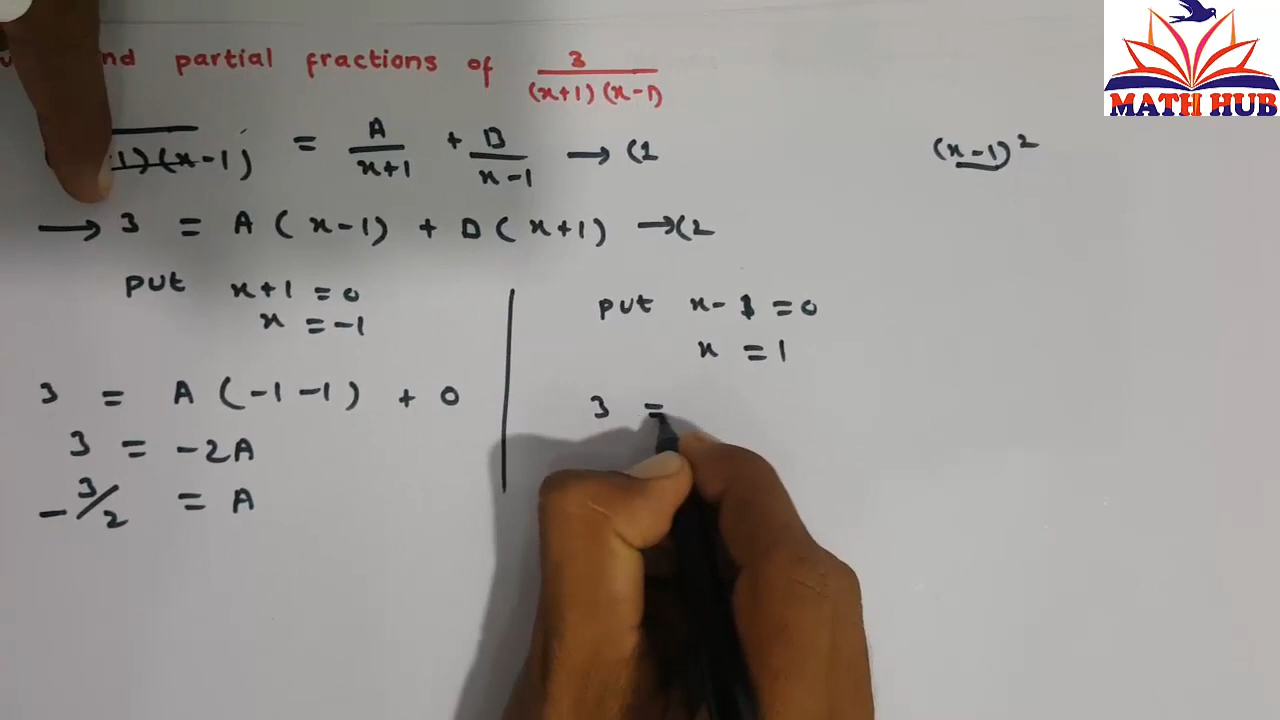 nd partial fractions of 3/(x+1)(x-1)
1)(x-1) = A/x+1 + B/x-1 → (2
(x-1)²
→ 3 = A(x-1) + B(x+1) → (2
put x+1 = 0
x = -1
3 = A(-1-1) + 0
3 = -2A
-3/2 = A
put x-1 = 0
x = 1
3 =
MATH HUB